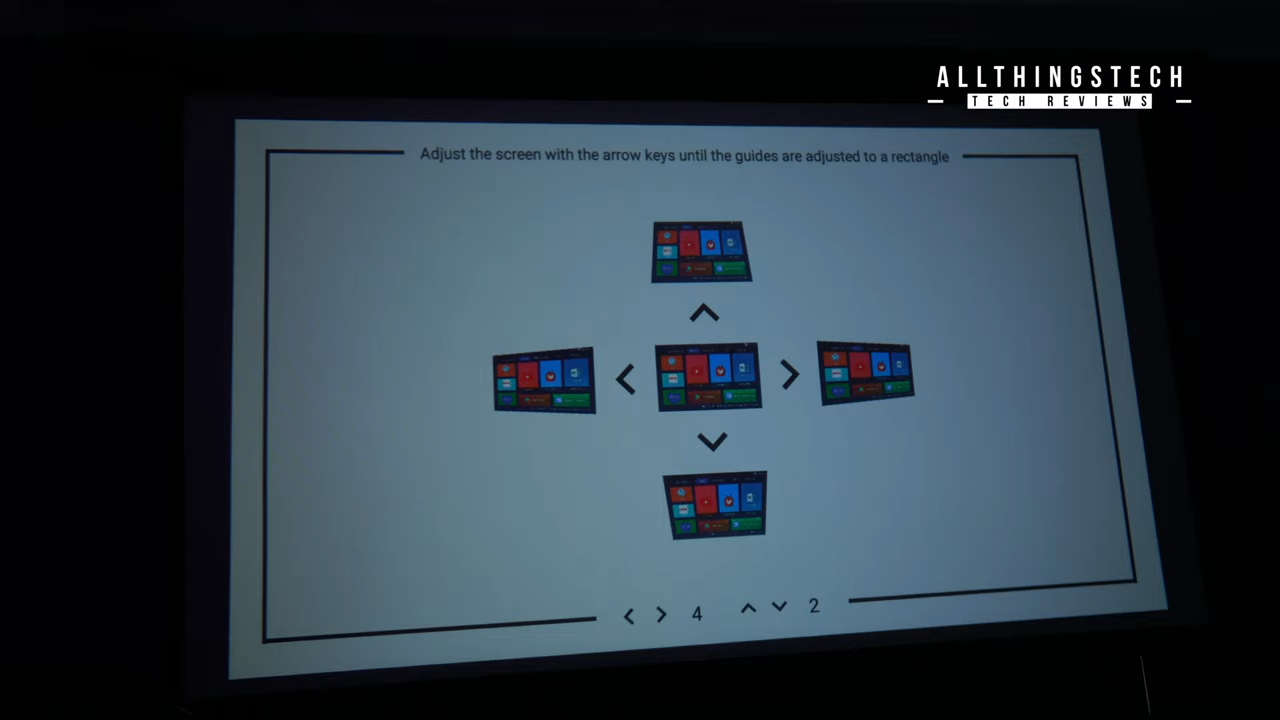 ALLTHINGSTECH
TECH REVIEWS
Adjust the screen with the arrow keys until the guides are adjusted to a rectangle
< > 4 ^ v 2